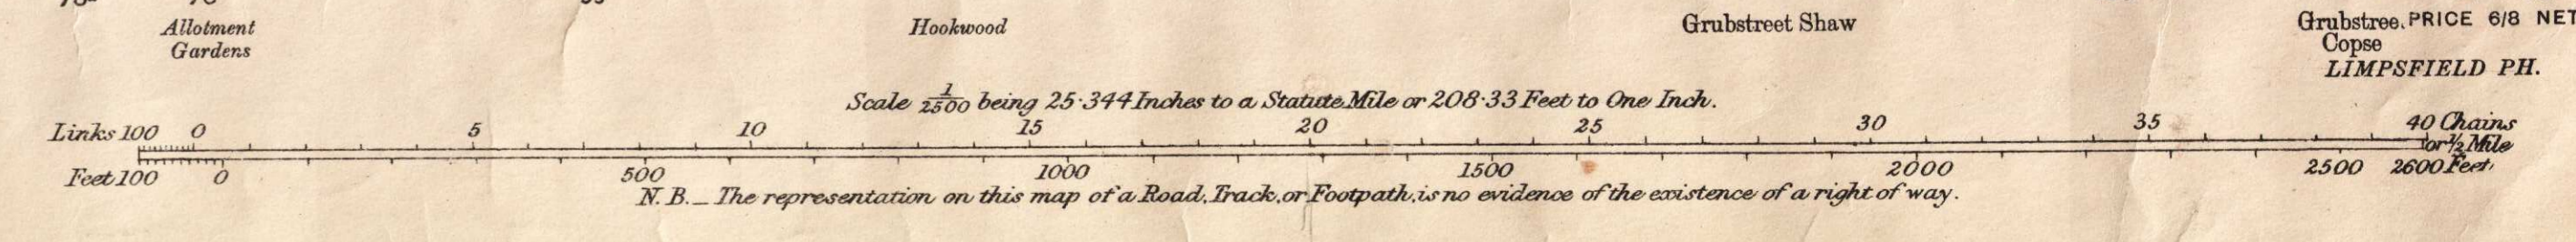 Allotment
Gardens
Hookwood
Grubstreet Shaw
Grubstree PRICE 6/8 NET
Copse
LIMPSFIELD PH.
Scale 1/2500 being 25·344 Inches to a Statute Mile or 208·33 Feet to One Inch.
Links 100 0 5 10 15 20 25 30 35 40 Chains
or ½ Mile
Feet 100 0 500 1000 1500 2000 2500 2600 Feet
N.B. _ The representation on this map of a Road, Track, or Footpath, is no evidence of the existence of a right of way.